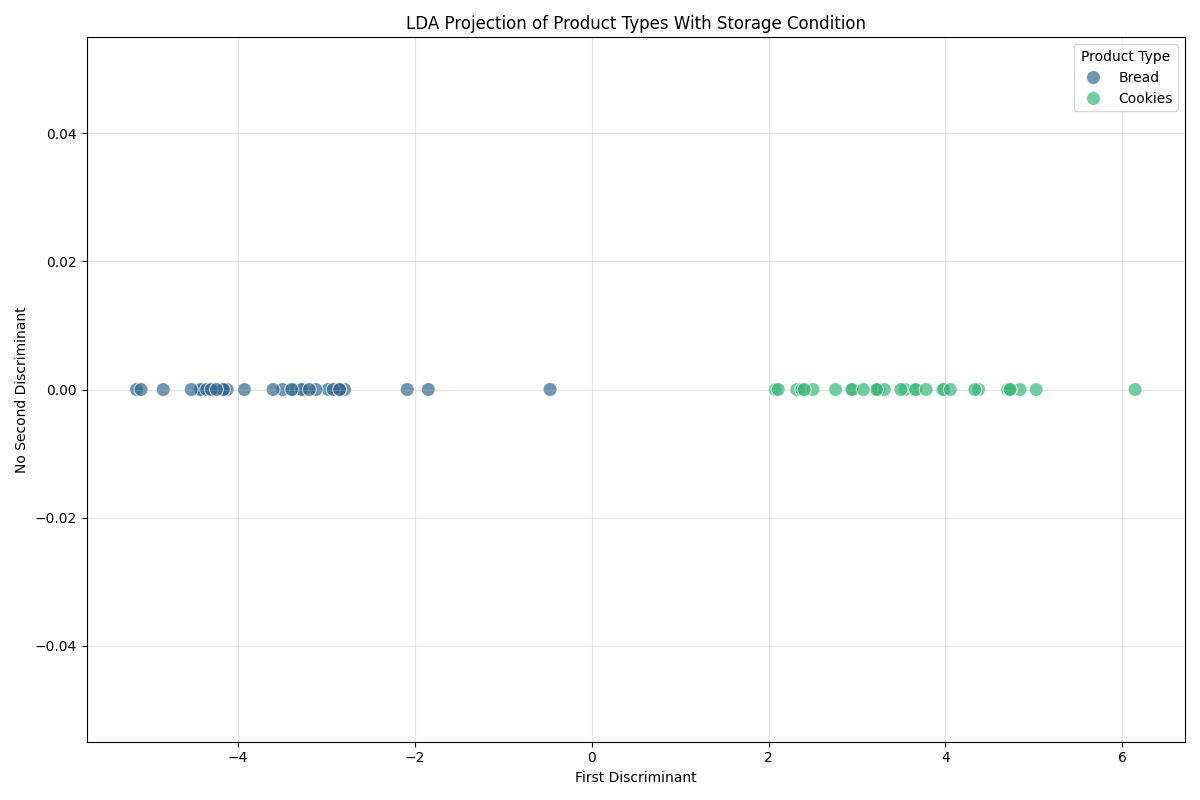 LDA Projection of Product Types With Storage Condition
Product Type
Bread
Cookies
No Second Discriminant
0.04
0.02
0.00
−0.02
−0.04
−4
−2
0
2
4
6
First Discriminant